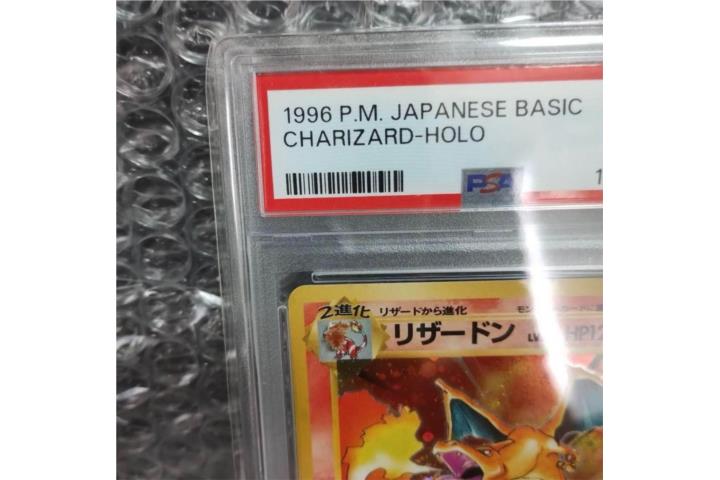 1996 P.M. JAPANESE BASIC
CHARIZARD-HOLO
PSA
2進化
リザードから進化
リザードン